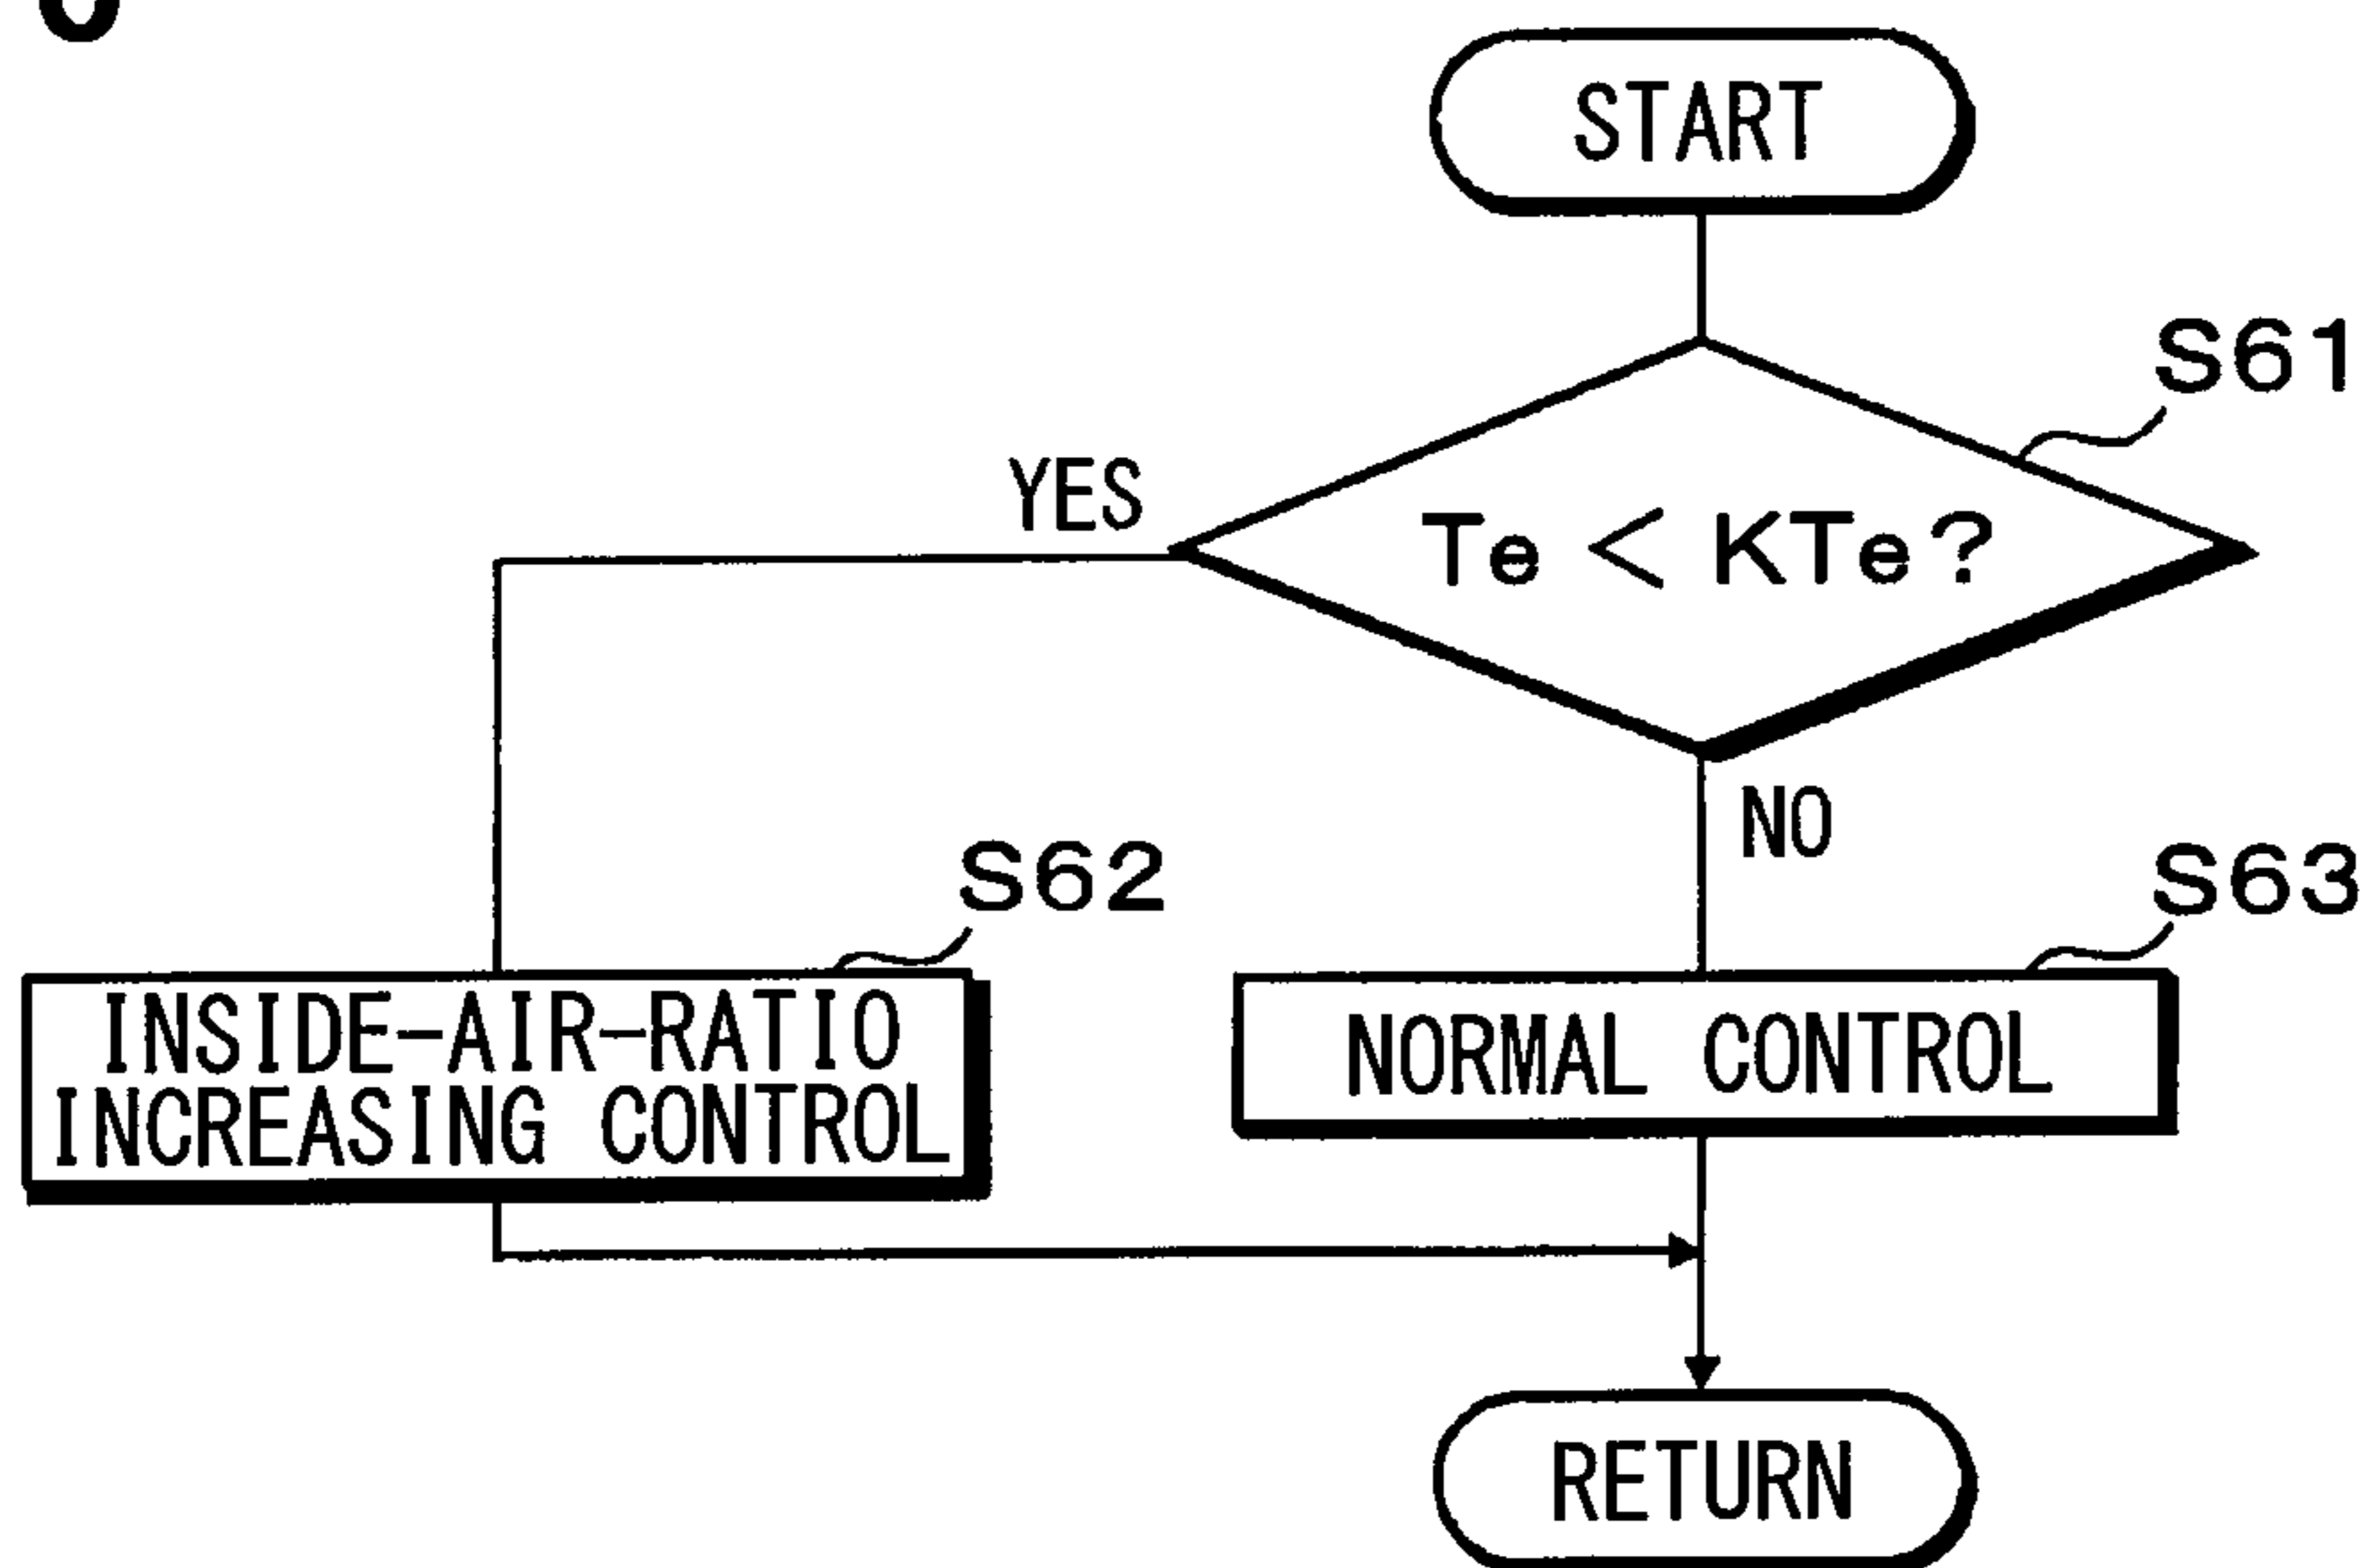 START
S61
YES
Te < KTe?
NO
S62
S63
INSIDE-AIR-RATIO
INCREASING CONTROL
NORMAL CONTROL
RETURN